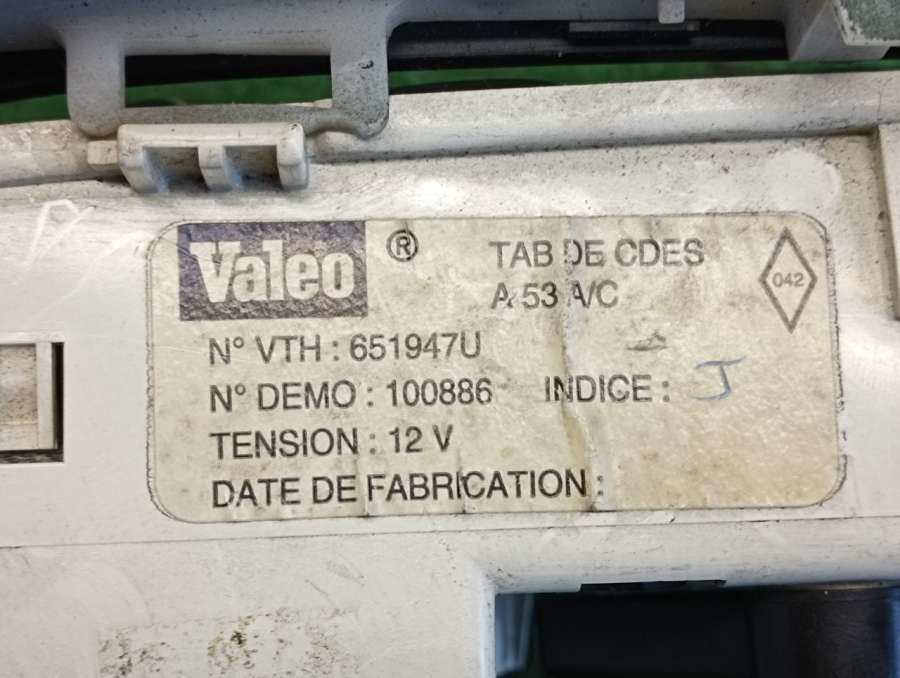 Valeo ® TAB DE CDES
A 53 A/C
042
N° VTH : 651947U
N° DEMO : 100886 INDICE : J
TENSION : 12 V
DATE DE FABRICATION :